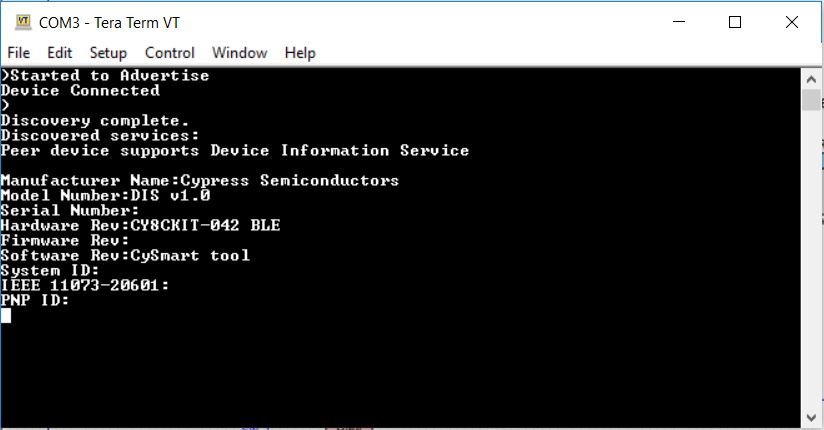 COM3 - Tera Term VT
File Edit Setup Control Window Help
>Started to Advertise
Device Connected
>
Discovery complete.
Discovered services:
Peer device supports Device Information Service
Manufacturer Name:Cypress Semiconductors
Model Number:DIS v1.0
Serial Number:
Hardware Rev:CY8CKIT-042 BLE
Firmware Rev:
Software Rev:CySmart tool
System ID:
IEEE 11073-20601:
PNP ID: